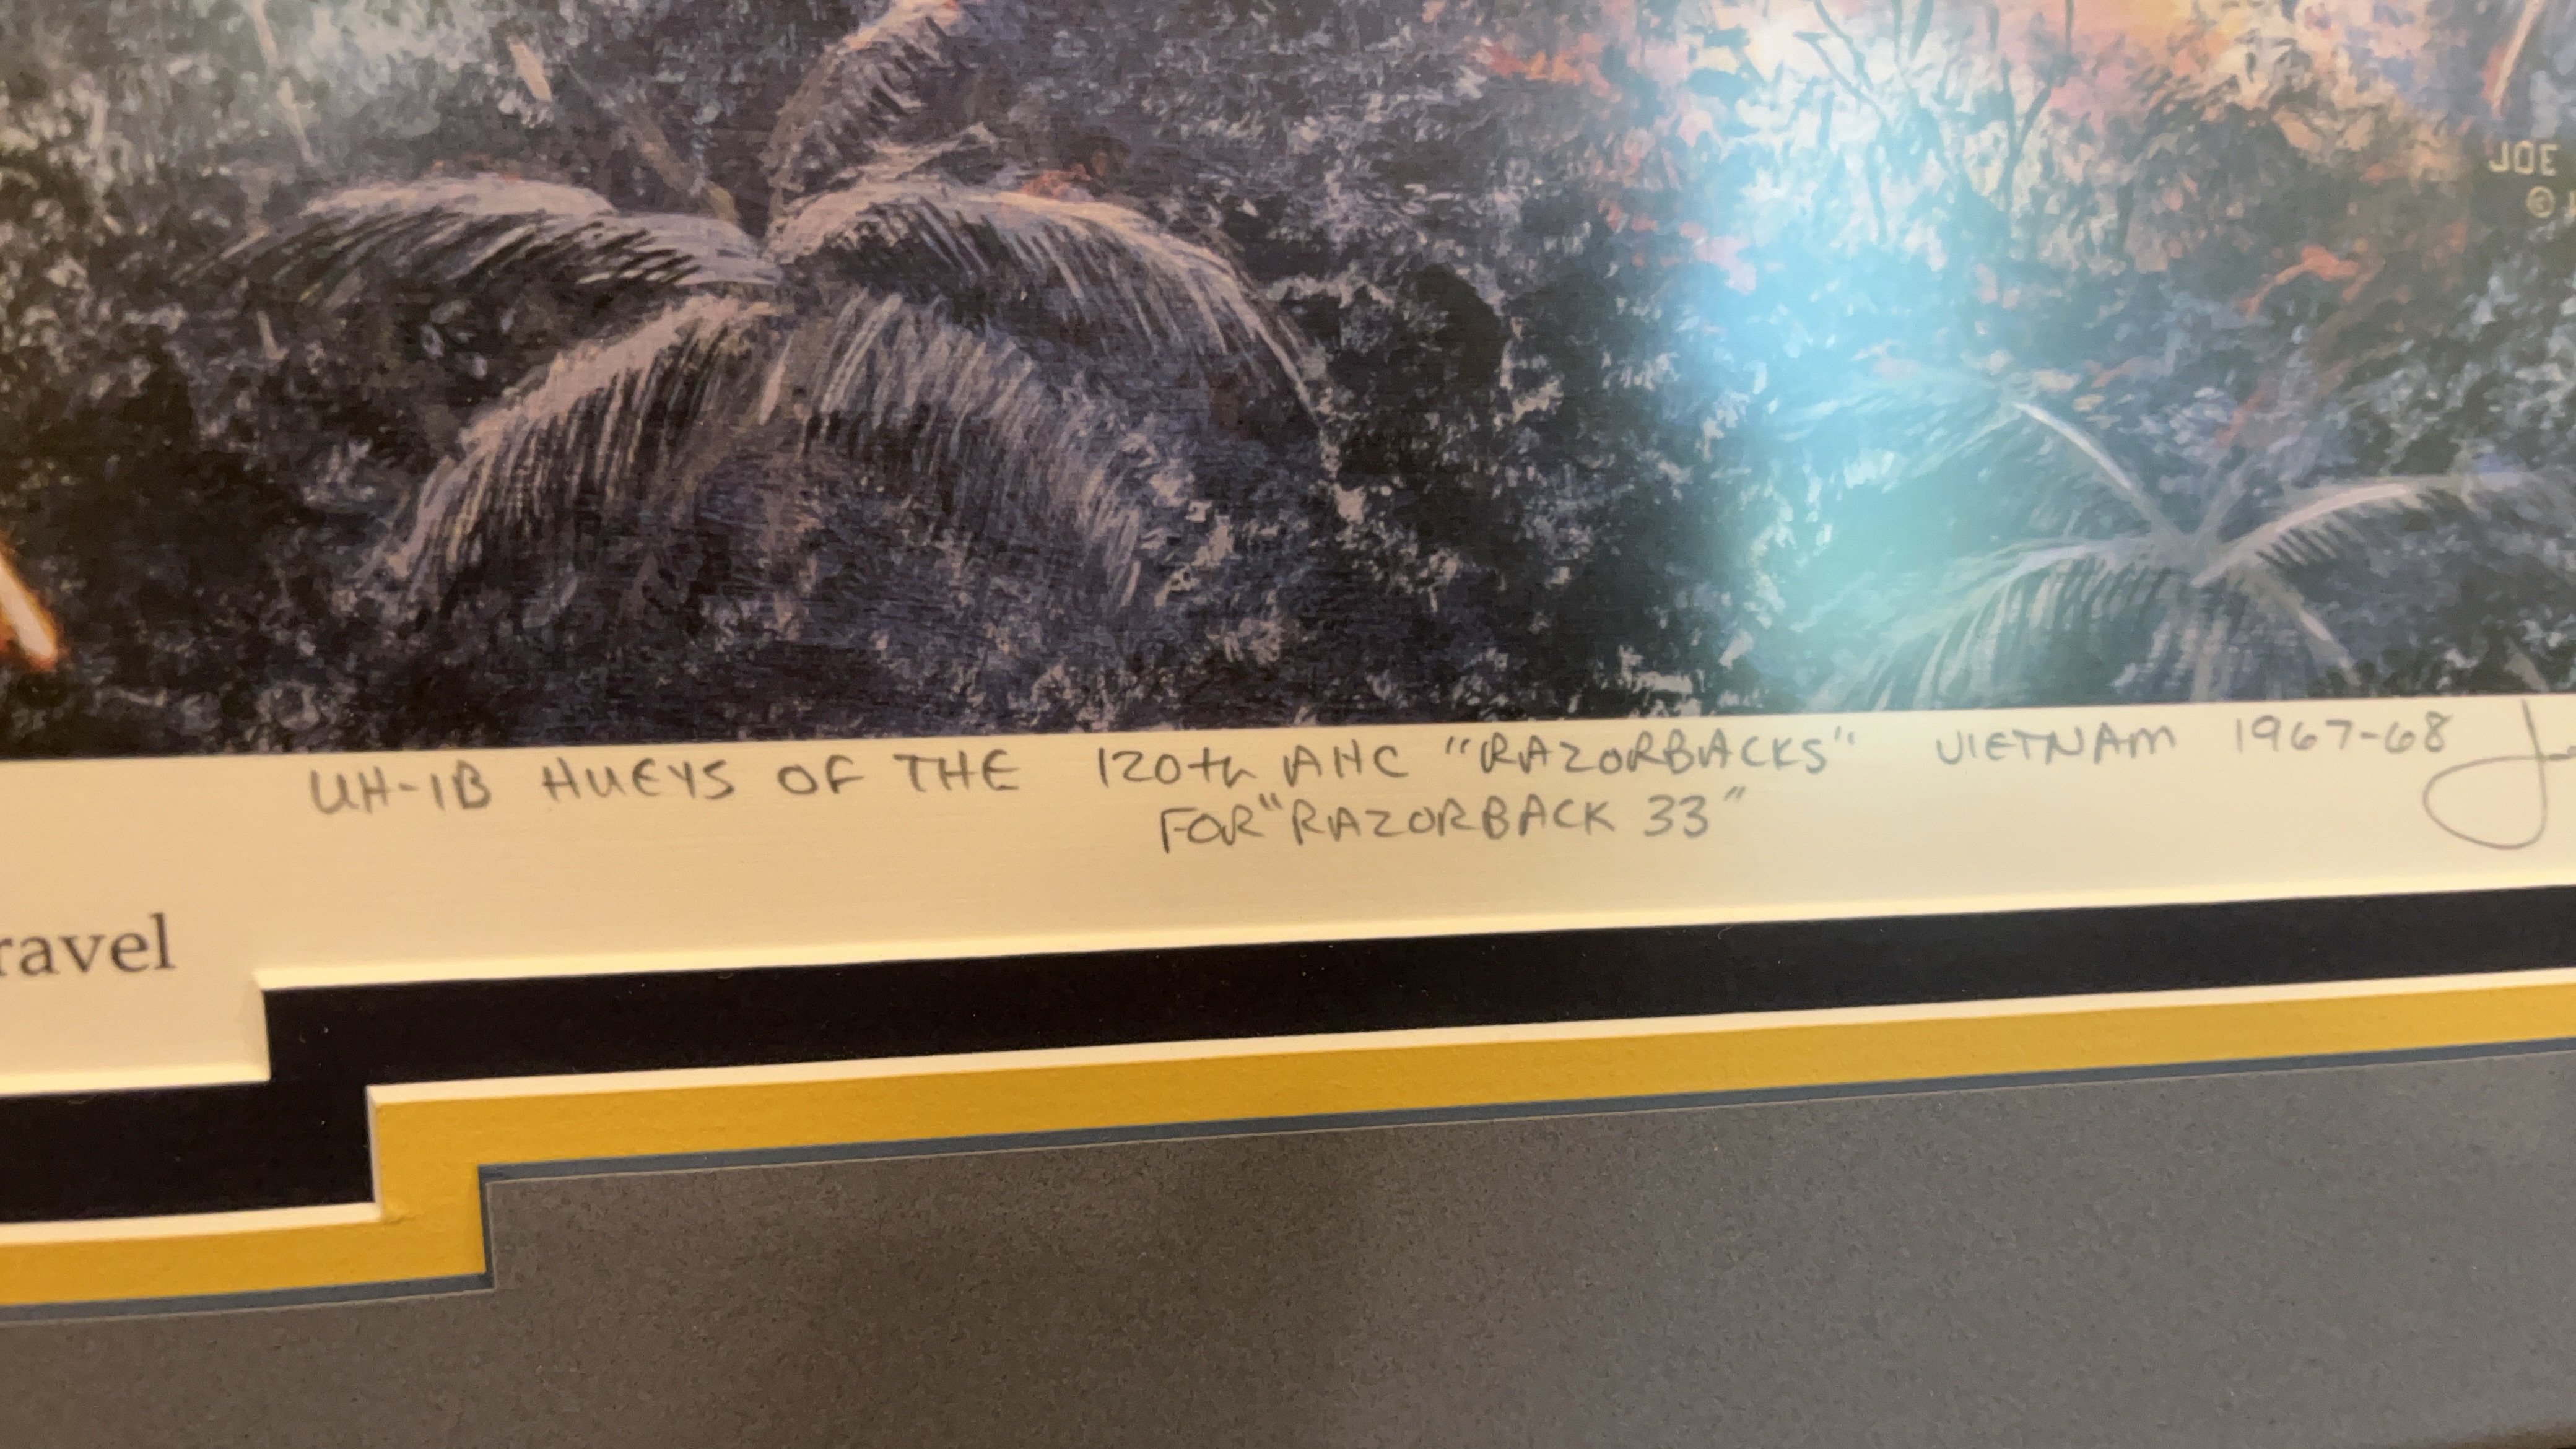 JOE
©
UH-1B HUEYS OF THE 120th AHC "RAZORBACKS" VIETNAM 1967-68
FOR "RAZORBACK 33"
ravel